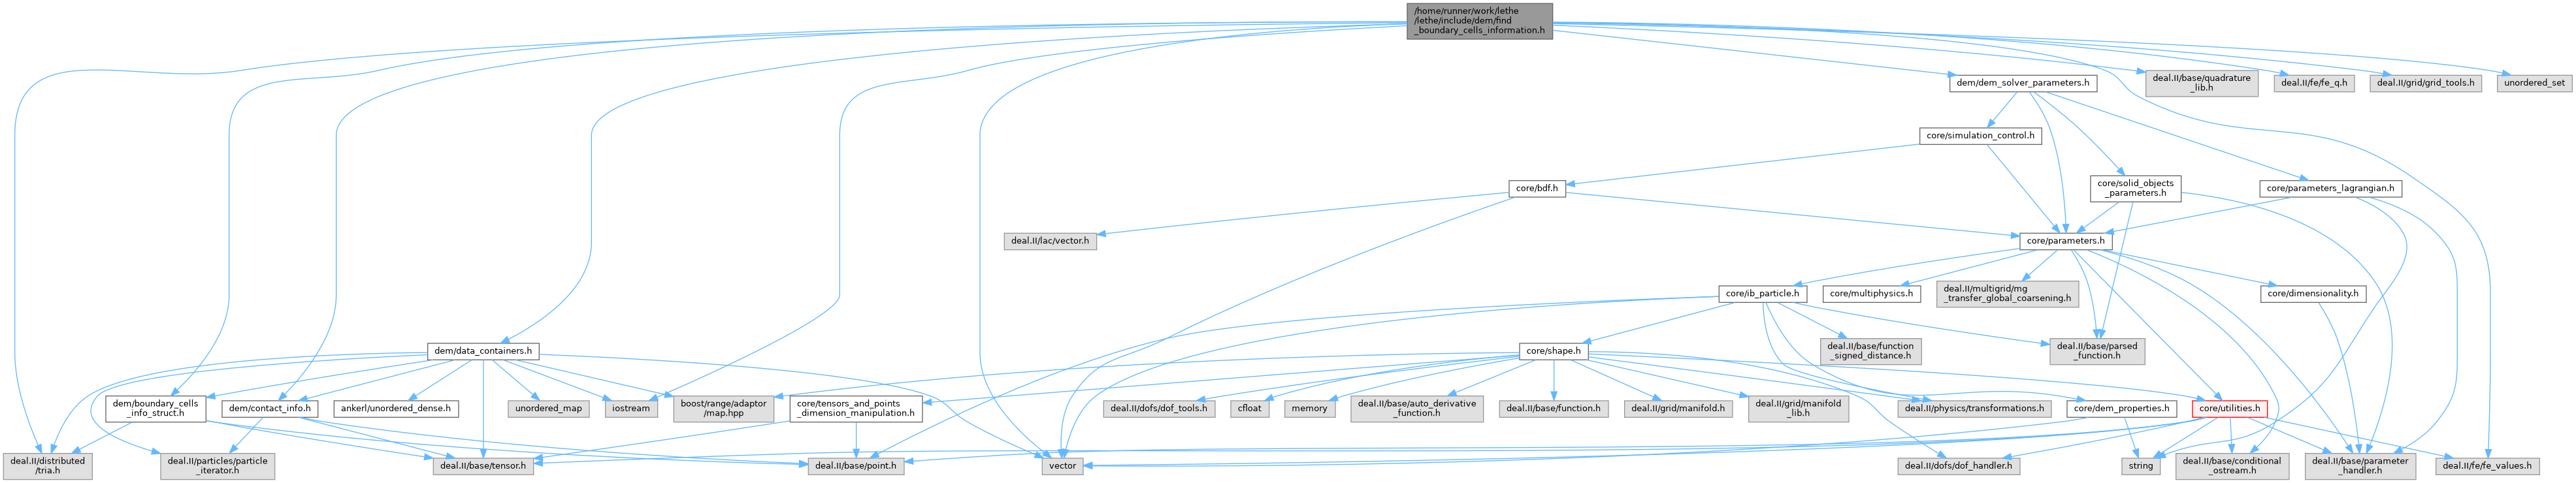 /home/runner/work/lethe
/lethe/include/dem/find
_boundary_cells_information.h
dem/dem_solver_parameters.h
deal.II/base/quadrature
_lib.h
deal.II/fe/fe_q.h
deal.II/grid/grid_tools.h
unordered_set
core/simulation_control.h
core/bdf.h
core/solid_objects
_parameters.h
core/parameters_lagrangian.h
deal.II/lac/vector.h
core/parameters.h
core/ib_particle.h
core/multiphysics.h
deal.II/multigrid/mg
_transfer_global_coarsening.h
core/dimensionality.h
dem/data_containers.h
core/shape.h
deal.II/base/function
_signed_distance.h
deal.II/base/parsed
_function.h
dem/boundary_cells
_info_struct.h
dem/contact_info.h
ankerl/unordered_dense.h
unordered_map
iostream
boost/range/adaptor
/map.hpp
core/tensors_and_points
_dimension_manipulation.h
deal.II/dofs/dof_tools.h
cfloat
memory
deal.II/base/auto_derivative
_function.h
deal.II/base/function.h
deal.II/grid/manifold.h
deal.II/grid/manifold
_lib.h
deal.II/physics/transformations.h
core/dem_properties.h
core/utilities.h
deal.II/distributed
/tria.h
deal.II/particles/particle
_iterator.h
deal.II/base/tensor.h
deal.II/base/point.h
vector
deal.II/dofs/dof_handler.h
string
deal.II/base/conditional
_ostream.h
deal.II/base/parameter
_handler.h
deal.II/fe/fe_values.h